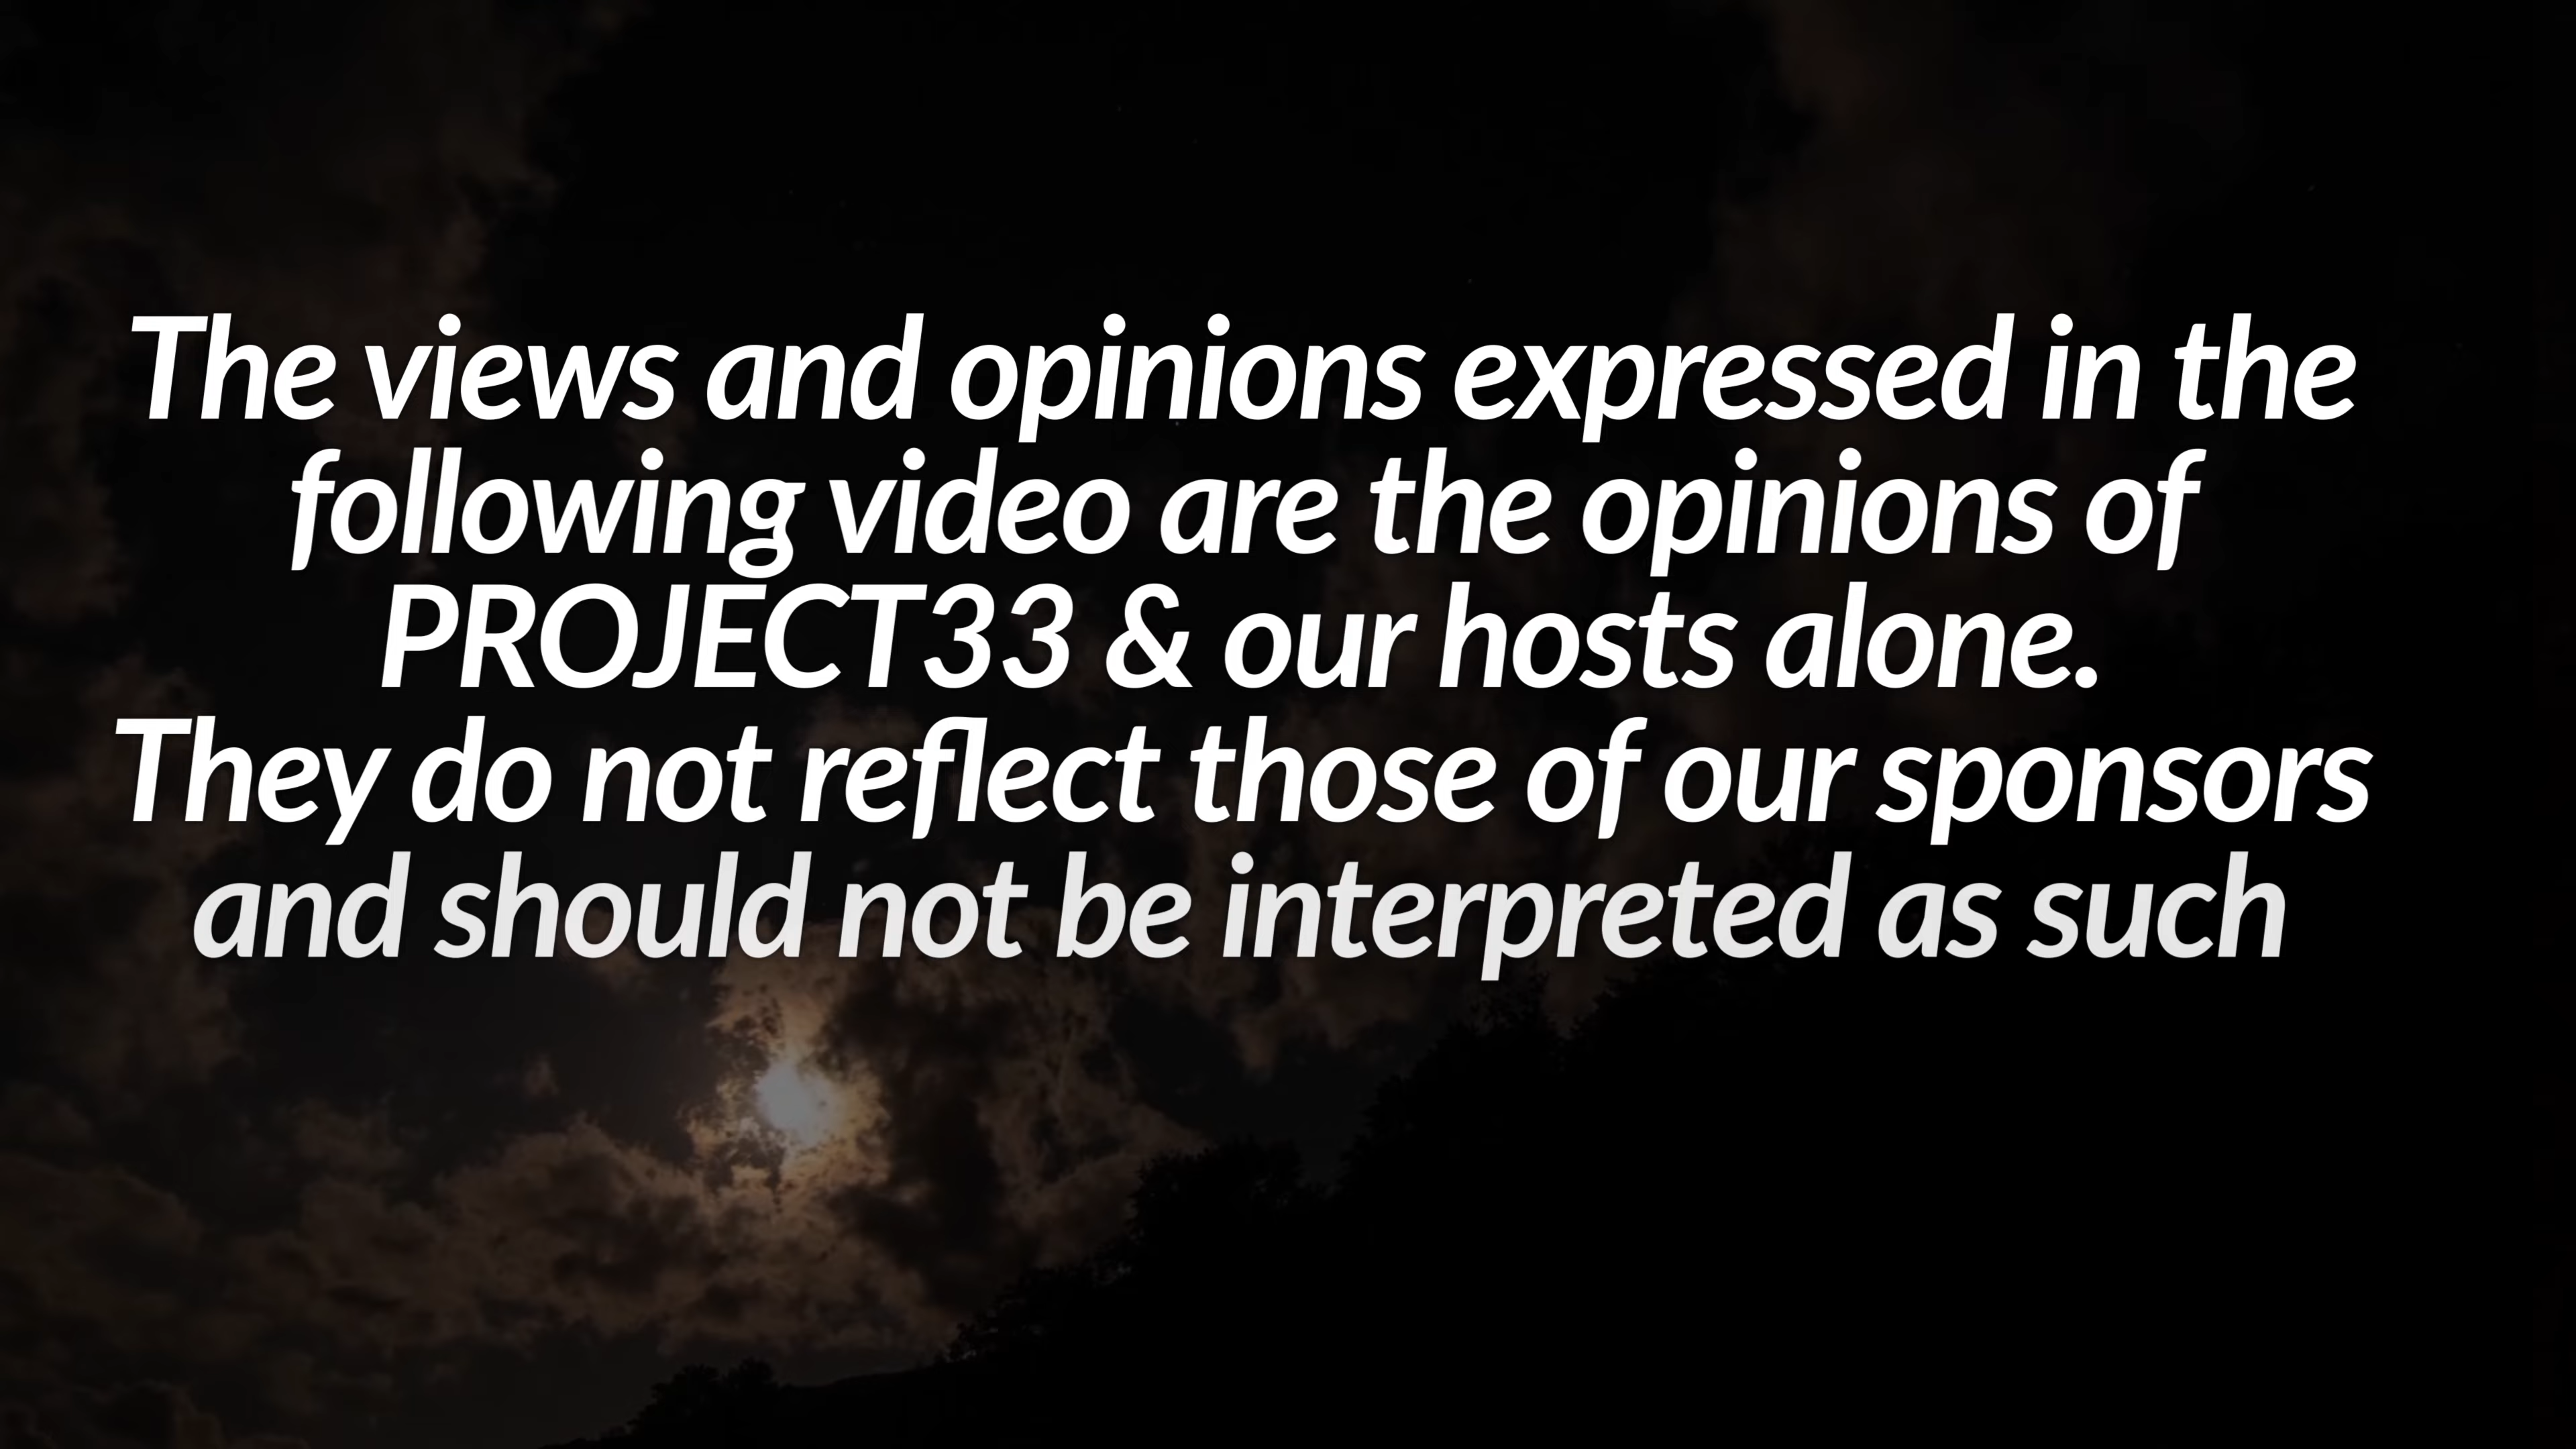 The views and opinions expressed in the
following video are the opinions of
PROJECT33 & our hosts alone.
They do not reflect those of our sponsors
and should not be interpreted as such